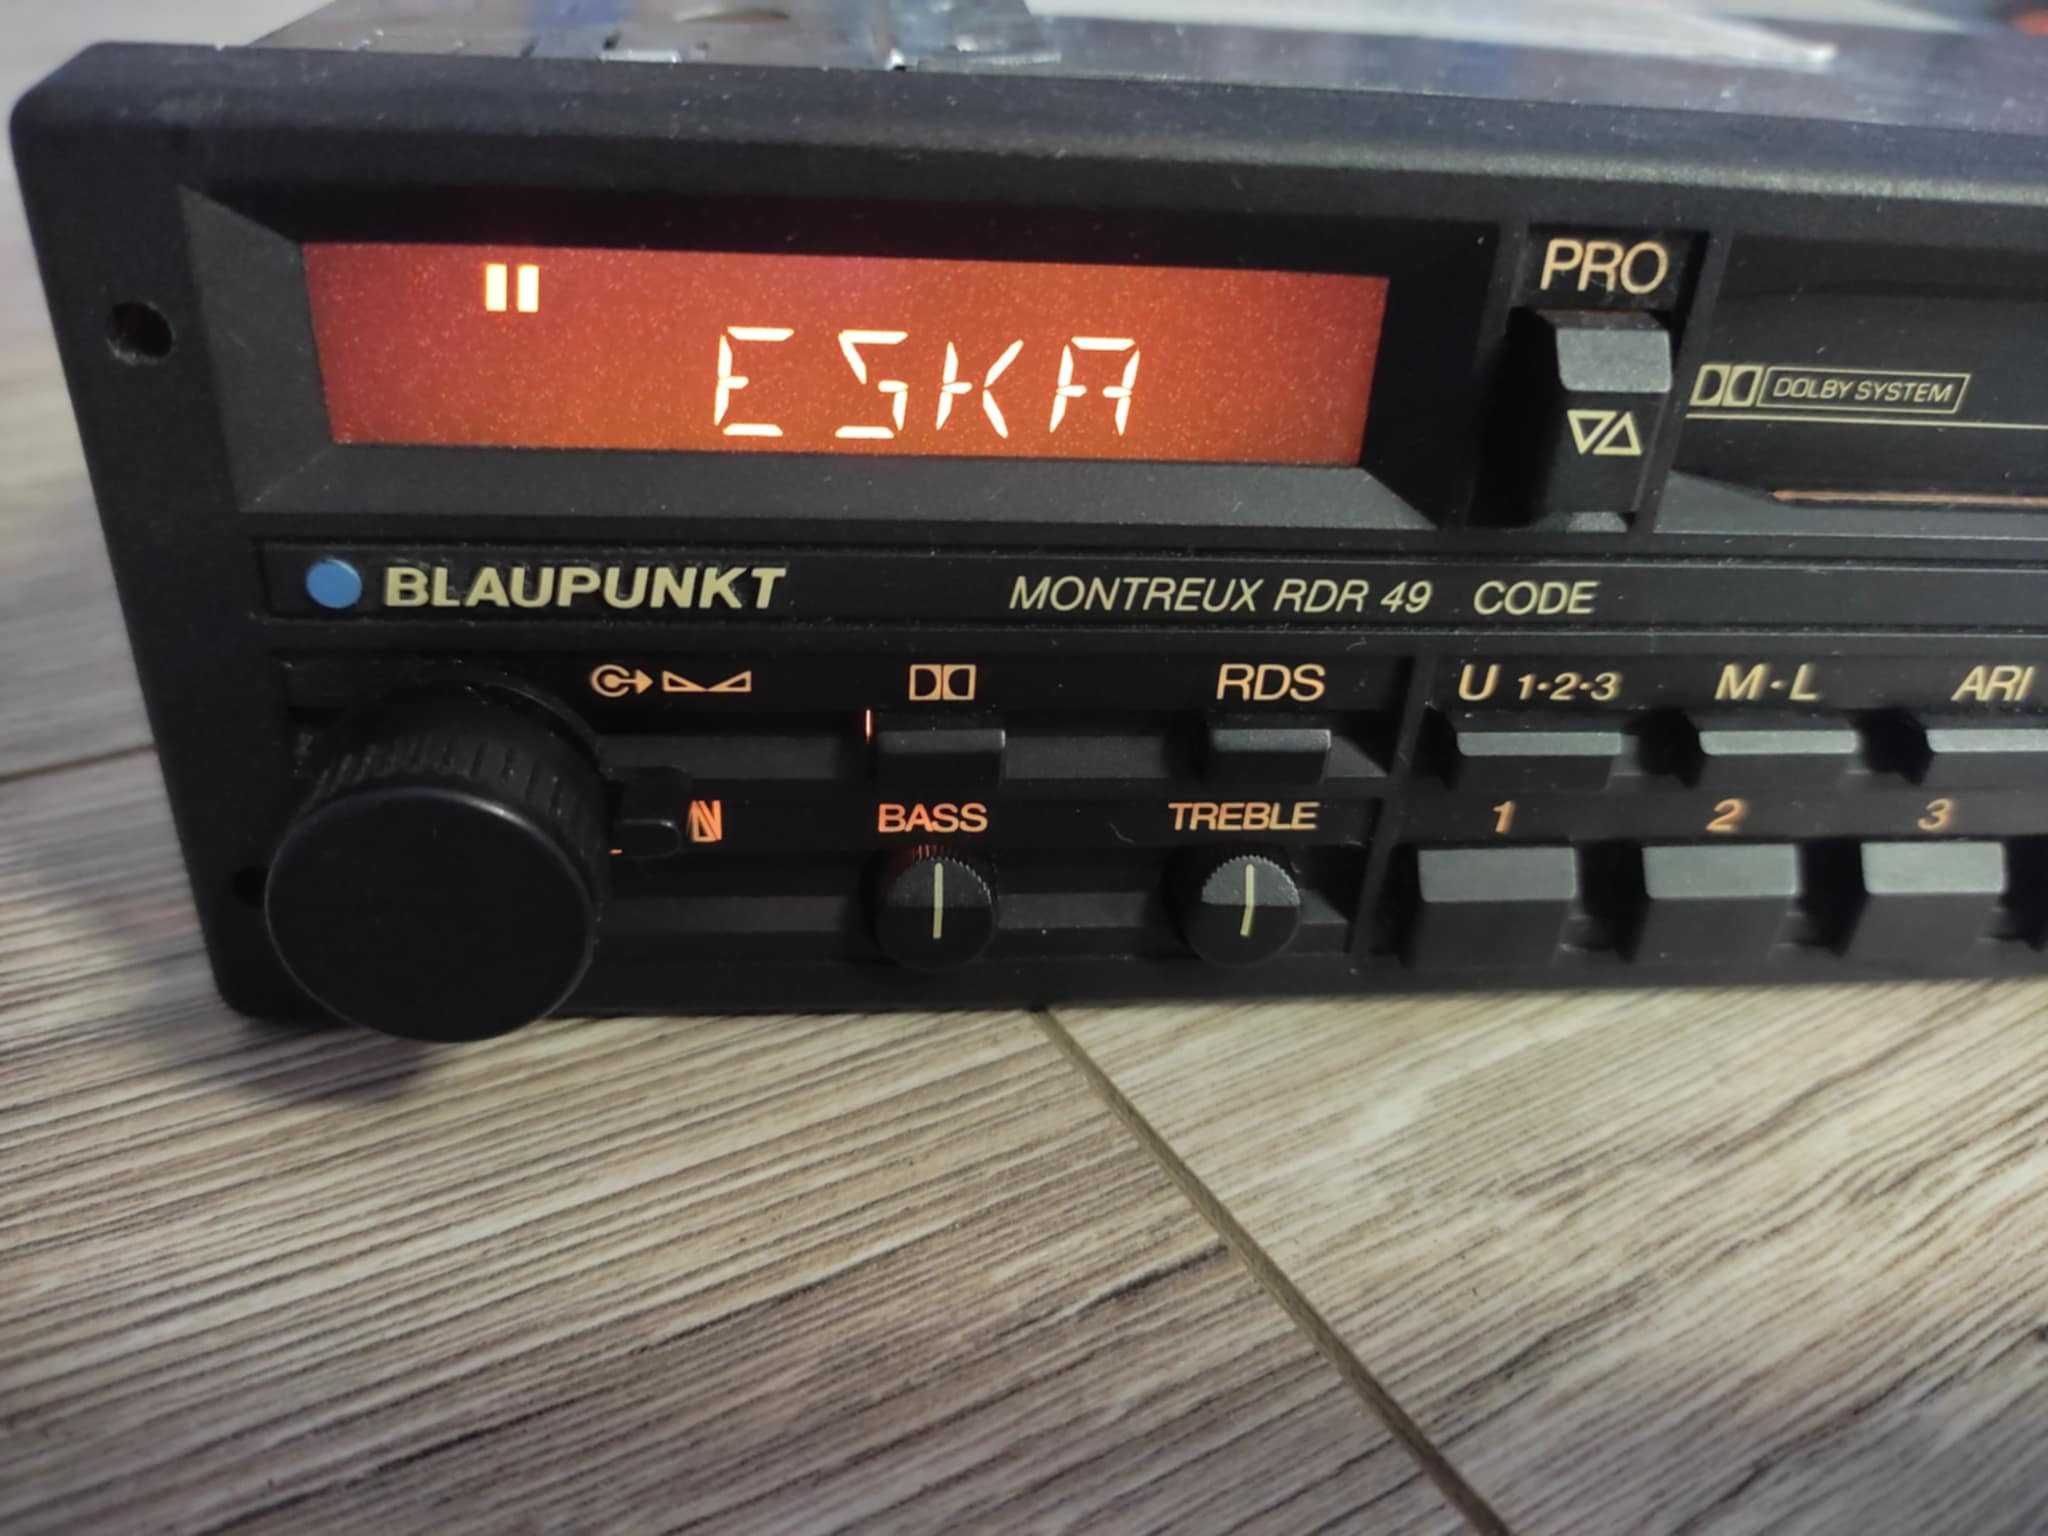 ESKA
PRO
DOLBY SYSTEM
BLAUPUNKT MONTREUX RDR 49 CODE
RDS U 1·2·3 M·L ARI
BASS TREBLE 1 2 3